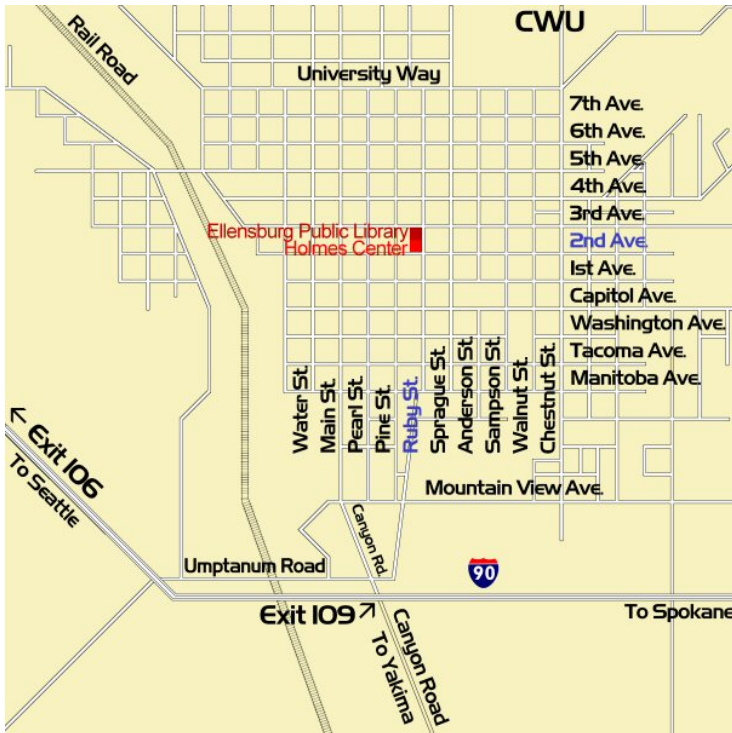 CWU
Rail Road
University Way
7th Ave.
6th Ave.
5th Ave.
4th Ave.
3rd Ave.
Ellensburg Public Library
2nd Ave.
Holmes Center
1st Ave.
Capitol Ave.
Washington Ave.
Tacoma Ave.
Manitoba Ave.
Water St.
Main St.
Pearl St.
Pine St.
Ruby St.
Sprague St.
Anderson St.
Sampson St.
Walnut St.
Chestnut St.
← Exit 106
To Seattle
Mountain View Ave.
Canyon Rd.
Umptanum Road
90
Exit 109
To Spokane
Canyon Road
To Yakima